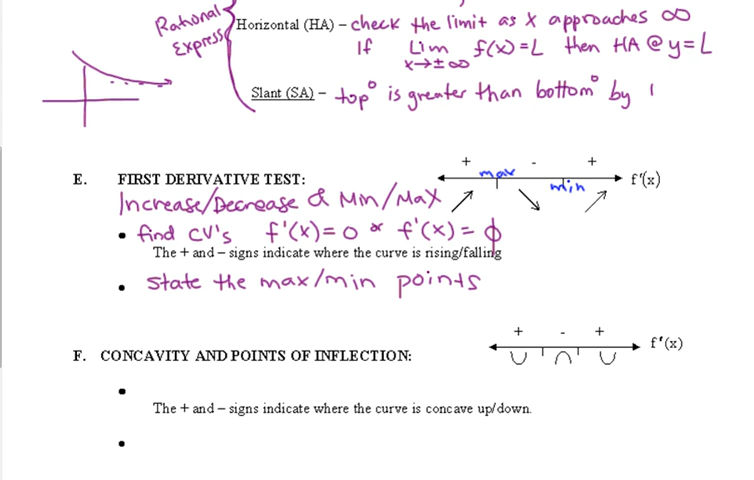 Rational
Express
Horizontal (HA) – check the limit as x approaches ∞
If Lim f(x) = L then HA @ y = L
x→±∞
Slant (SA) – top° is greater than bottom° by 1
+ - +
E. FIRST DERIVATIVE TEST: max min f'(x)
Increase/Decrease & Min/Max
• find CV's f'(x) = 0 or f'(x) = ϕ
The + and – signs indicate where the curve is rising/falling
• state the max/min points
+ - +
F. CONCAVITY AND POINTS OF INFLECTION: f"(x)
•
The + and – signs indicate where the curve is concave up/down.
•